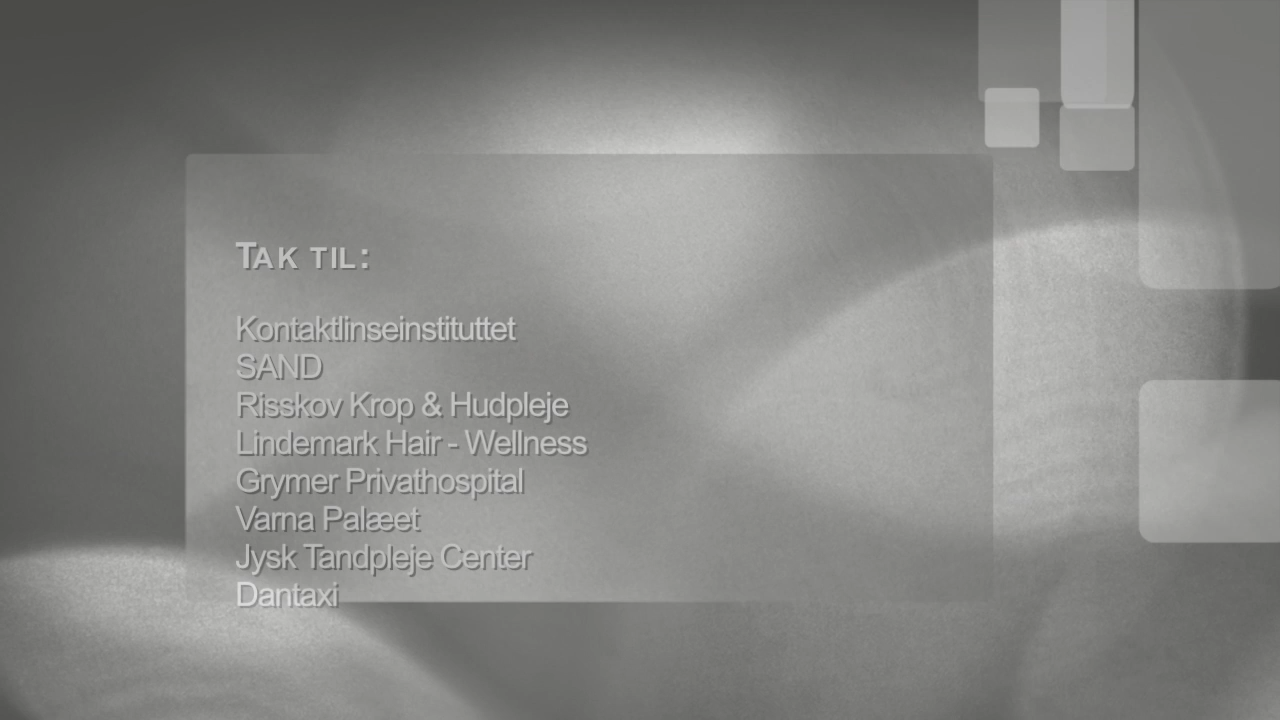 TAK TIL:
Kontaktlinseinstituttet
SAND
Risskov Krop & Hudpleje
Lindemark Hair - Wellness
Grymer Privathospital
Varna Palæet
Jysk Tandpleje Center
Dantaxi